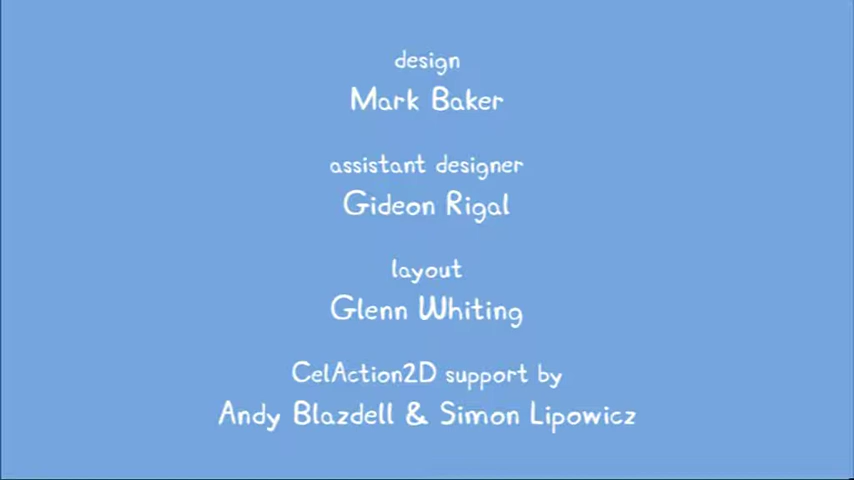 design
Mark Baker
assistant designer
Gideon Rigal
layout
Glenn Whiting
CelAction2D support by
Andy Blazdell & Simon Lipowicz